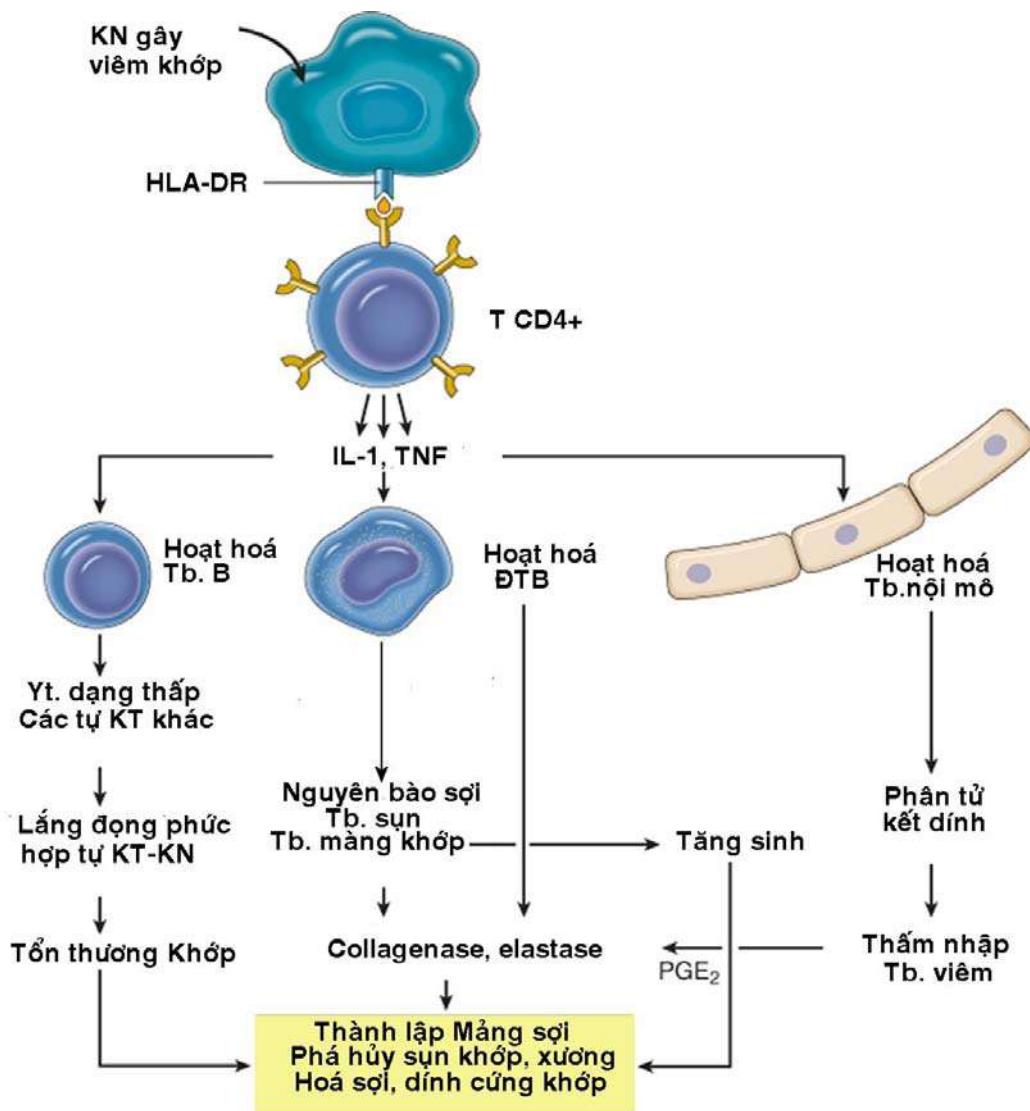 KN gây
viêm khớp
HLA-DR
T CD4+
IL-1, TNF
Hoạt hoá
Tb. B
Hoạt hoá
ĐTB
Hoạt hoá
Tb.nội mô
Yt. dạng thấp
Các tự KT khác
Nguyên bào sợi
Tb. sụn
Tb. màng khớp
Tăng sinh
Phân tử
kết dính
Lắng đọng phức
hợp tự KT-KN
Tổn thương Khớp
Collagenase, elastase
PGE2
Thấm nhập
Tb. viêm
Thành lập Mảng sợi
Phá hủy sụn khớp, xương
Hoá sợi, dính cứng khớp